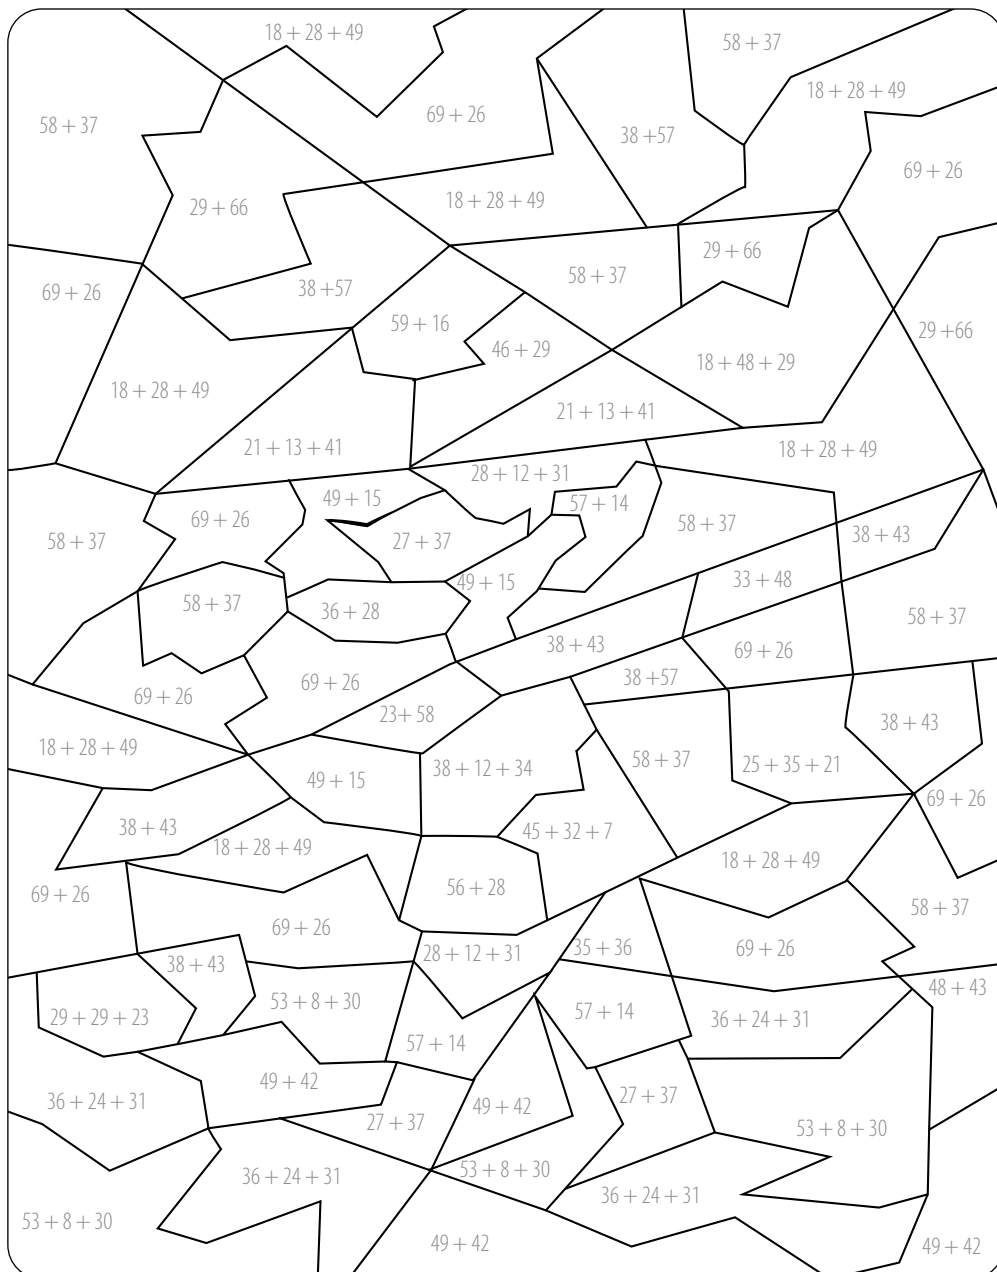 18 + 28 + 49
58 + 37
18 + 28 + 49
69 + 26
58 + 37
38 +57
69 + 26
18 + 28 + 49
29 + 66
29 + 66
58 + 37
38 +57
69 + 26
59 + 16
29 +66
46 + 29
18 + 48 + 29
18 + 28 + 49
21 + 13 + 41
21 + 13 + 41
18 + 28 + 49
28 + 12 + 31
49 + 15
57 + 14
69 + 26
58 + 37
38 + 43
58 + 37
27 + 37
33 + 48
49 + 15
58 + 37
36 + 28
58 + 37
38 + 43
69 + 26
38 +57
69 + 26
69 + 26
23+ 58
38 + 43
18 + 28 + 49
58 + 37
25 + 35 + 21
38 + 12 + 34
49 + 15
69 + 26
38 + 43
45 + 32 + 7
18 + 28 + 49
18 + 28 + 49
56 + 28
69 + 26
58 + 37
69 + 26
28 + 12 + 31
35 + 36
69 + 26
38 + 43
48 + 43
53 + 8 + 30
57 + 14
29 + 29 + 23
36 + 24 + 31
57 + 14
49 + 42
27 + 37
36 + 24 + 31
49 + 42
27 + 37
53 + 8 + 30
53 + 8 + 30
36 + 24 + 31
36 + 24 + 31
53 + 8 + 30
49 + 42
49 + 42